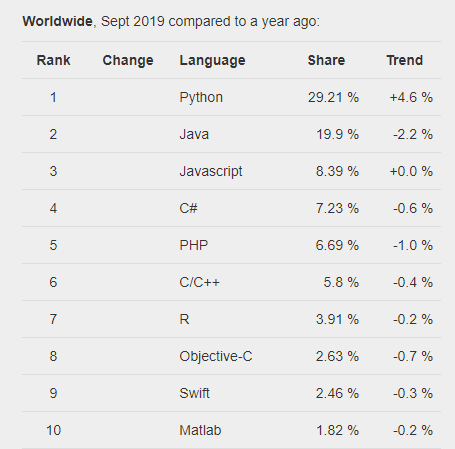 Worldwide, Sept 2019 compared to a year ago:
Rank Change Language Share Trend
1 Python 29.21 % +4.6 %
2 Java 19.9 % -2.2 %
3 Javascript 8.39 % +0.0 %
4 C# 7.23 % -0.6 %
5 PHP 6.69 % -1.0 %
6 C/C++ 5.8 % -0.4 %
7 R 3.91 % -0.2 %
8 Objective-C 2.63 % -0.7 %
9 Swift 2.46 % -0.3 %
10 Matlab 1.82 % -0.2 %